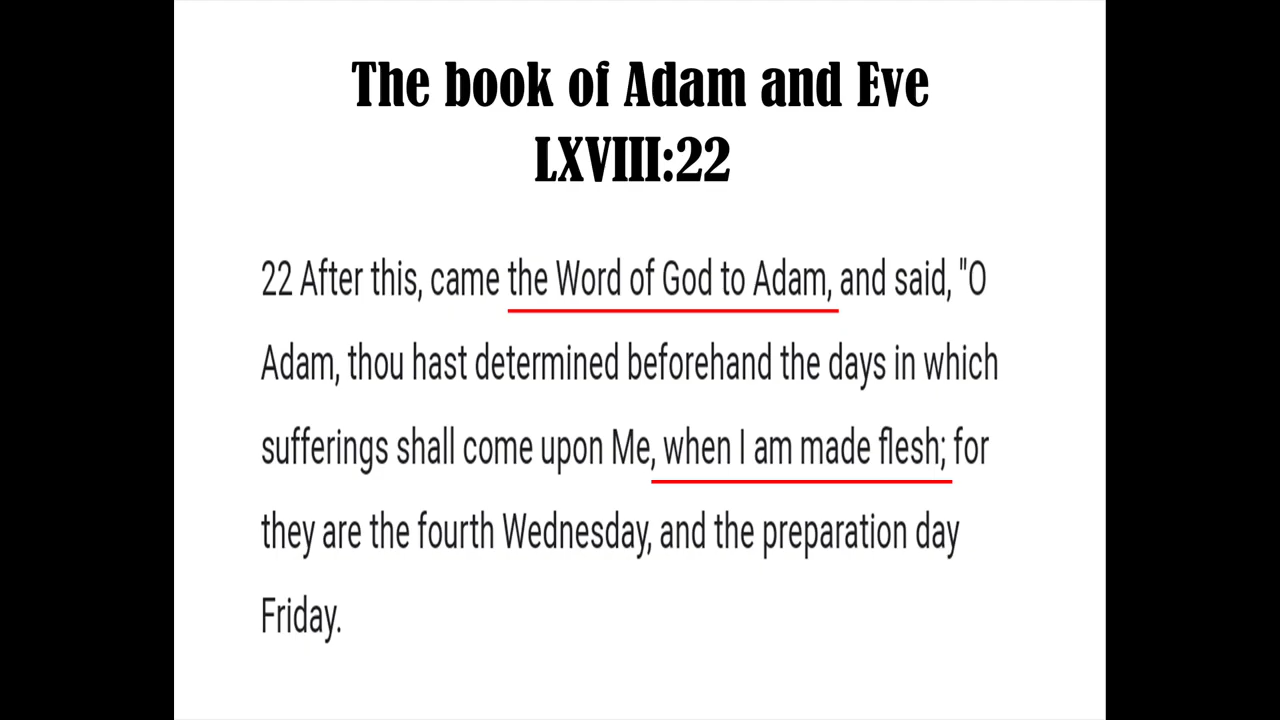 The book of Adam and Eve
LXVIII:22
22 After this, came the Word of God to Adam, and said, "O
Adam, thou hast determined beforehand the days in which
sufferings shall come upon Me, when I am made flesh; for
they are the fourth Wednesday, and the preparation day
Friday.